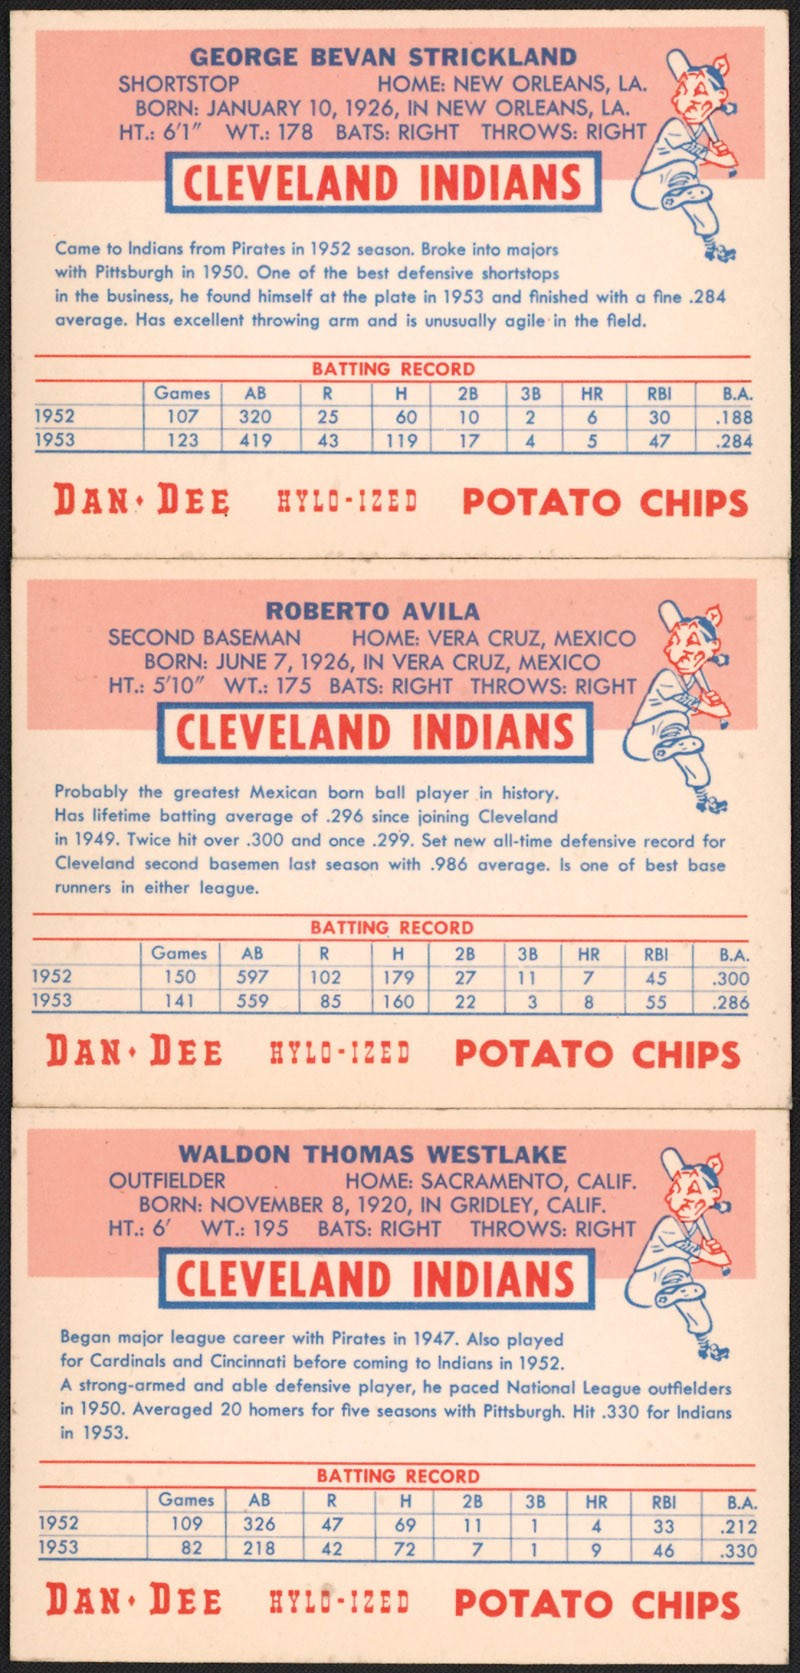 GEORGE BEVAN STRICKLAND
SHORTSTOP HOME: NEW ORLEANS, LA.
BORN: JANUARY 10, 1926, IN NEW ORLEANS, LA.
HT.: 6'1" WT.: 178 BATS: RIGHT THROWS: RIGHT
CLEVELAND INDIANS
Came to Indians from Pirates in 1952 season. Broke into majors
with Pittsburgh in 1950. One of the best defensive shortstops
in the business, he found himself at the plate in 1953 and finished with a fine .284
average. Has excellent throwing arm and is unusually agile in the field.
BATTING RECORD
Games AB R H 2B 3B HR RBI B.A.
1952 107 320 25 60 10 2 6 30 .188
1953 123 419 43 119 17 4 5 47 .284
DAN·DEE HYLO-IZED POTATO CHIPS
ROBERTO AVILA
SECOND BASEMAN HOME: VERA CRUZ, MEXICO
BORN: JUNE 7, 1926, IN VERA CRUZ, MEXICO
HT.: 5'10" WT.: 175 BATS: RIGHT THROWS: RIGHT
CLEVELAND INDIANS
Probably the greatest Mexican born ball player in history.
Has lifetime batting average of .296 since joining Cleveland
in 1949. Twice hit over .300 and once .299. Set new all-time defensive record for
Cleveland second basemen last season with .986 average. Is one of best base
runners in either league.
BATTING RECORD
Games AB R H 2B 3B HR RBI B.A.
1952 150 597 102 179 27 11 7 45 .300
1953 141 559 85 160 22 3 8 55 .286
DAN·DEE HYLO-IZED POTATO CHIPS
WALDON THOMAS WESTLAKE
OUTFIELDER HOME: SACRAMENTO, CALIF.
BORN: NOVEMBER 8, 1920, IN GRIDLEY, CALIF.
HT.: 6' WT.: 195 BATS: RIGHT THROWS: RIGHT
CLEVELAND INDIANS
Began major league career with Pirates in 1947. Also played
for Cardinals and Cincinnati before coming to Indians in 1952.
A strong-armed and able defensive player, he paced National League outfielders
in 1950. Averaged 20 homers for five seasons with Pittsburgh. Hit .330 for Indians
in 1953.
BATTING RECORD
Games AB R H 2B 3B HR RBI B.A.
1952 109 326 47 69 11 1 4 33 .212
1953 82 218 42 72 7 1 9 46 .330
DAN·DEE HYLO-IZED POTATO CHIPS